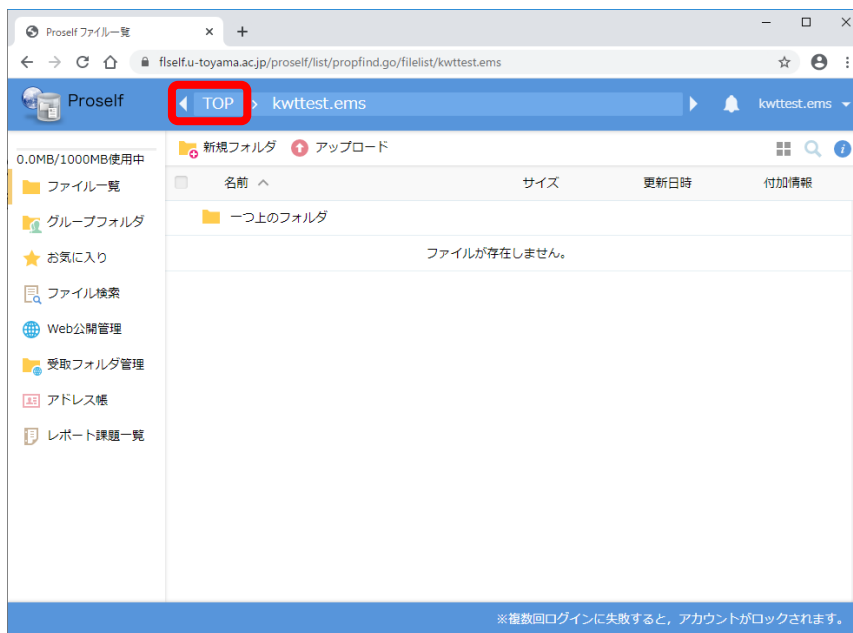 Proself ファイル一覧
flself.u-toyama.ac.jp/proself/list/propfind.go/filelist/kwttest.ems
Proself
TOP > kwttest.ems
kwttest.ems
0.0MB/1000MB使用中
新規フォルダ アップロード
名前 サイズ 更新日時 付加情報
一つ上のフォルダ
ファイルが存在しません。
ファイル一覧
グループフォルダ
お気に入り
ファイル検索
Web公開管理
受取フォルダ管理
アドレス帳
レポート課題一覧
※複数回ログインに失敗すると，アカウントがロックされます。